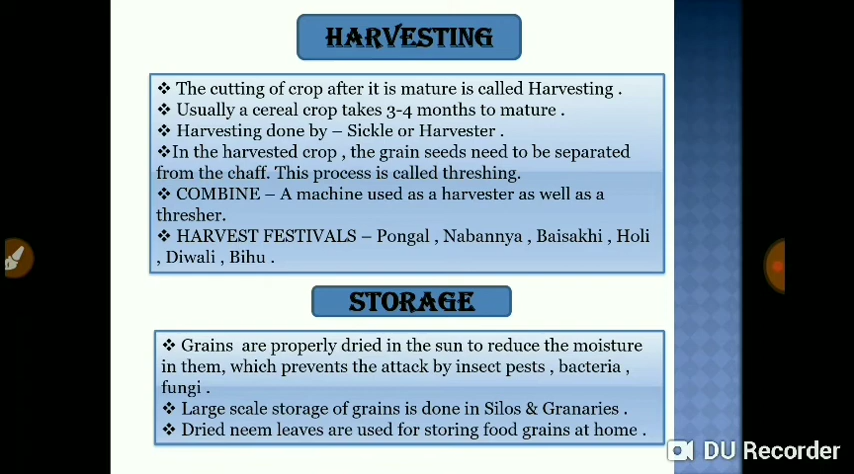 HARVESTING
❖ The cutting of crop after it is mature is called Harvesting .
❖ Usually a cereal crop takes 3-4 months to mature .
❖ Harvesting done by – Sickle or Harvester .
❖In the harvested crop , the grain seeds need to be separated
from the chaff. This process is called threshing.
❖ COMBINE – A machine used as a harvester as well as a
thresher.
❖ HARVEST FESTIVALS – Pongal , Nabannya , Baisakhi , Holi
, Diwali , Bihu .
STORAGE
❖ Grains are properly dried in the sun to reduce the moisture
in them, which prevents the attack by insect pests , bacteria ,
fungi .
❖ Large scale storage of grains is done in Silos & Granaries .
❖ Dried neem leaves are used for storing food grains at home .
DU Recorder